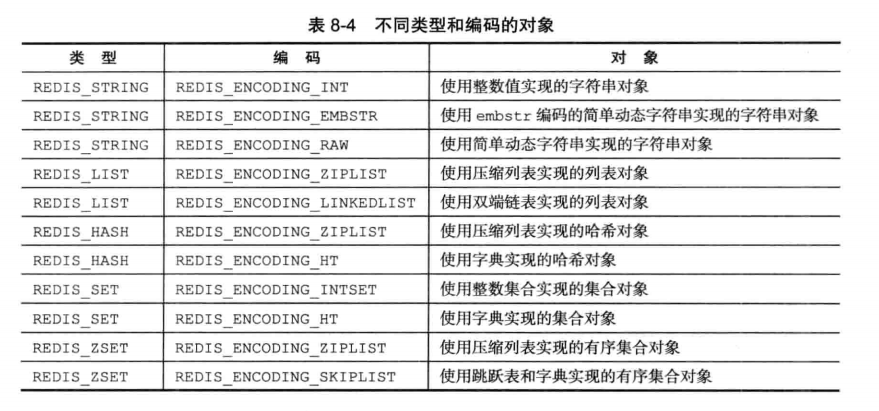 表 8-4 不同类型和编码的对象
类 型 编 码 对 象
REDIS_STRING REDIS_ENCODING_INT 使用整数值实现的字符串对象
REDIS_STRING REDIS_ENCODING_EMBSTR 使用 embstr 编码的简单动态字符串实现的字符串对象
REDIS_STRING REDIS_ENCODING_RAW 使用简单动态字符串实现的字符串对象
REDIS_LIST REDIS_ENCODING_ZIPLIST 使用压缩列表实现的列表对象
REDIS_LIST REDIS_ENCODING_LINKEDLIST 使用双端链表实现的列表对象
REDIS_HASH REDIS_ENCODING_ZIPLIST 使用压缩列表实现的哈希对象
REDIS_HASH REDIS_ENCODING_HT 使用字典实现的哈希对象
REDIS_SET REDIS_ENCODING_INTSET 使用整数集合实现的集合对象
REDIS_SET REDIS_ENCODING_HT 使用字典实现的集合对象
REDIS_ZSET REDIS_ENCODING_ZIPLIST 使用压缩列表实现的有序集合对象
REDIS_ZSET REDIS_ENCODING_SKIPLIST 使用跳跃表和字典实现的有序集合对象